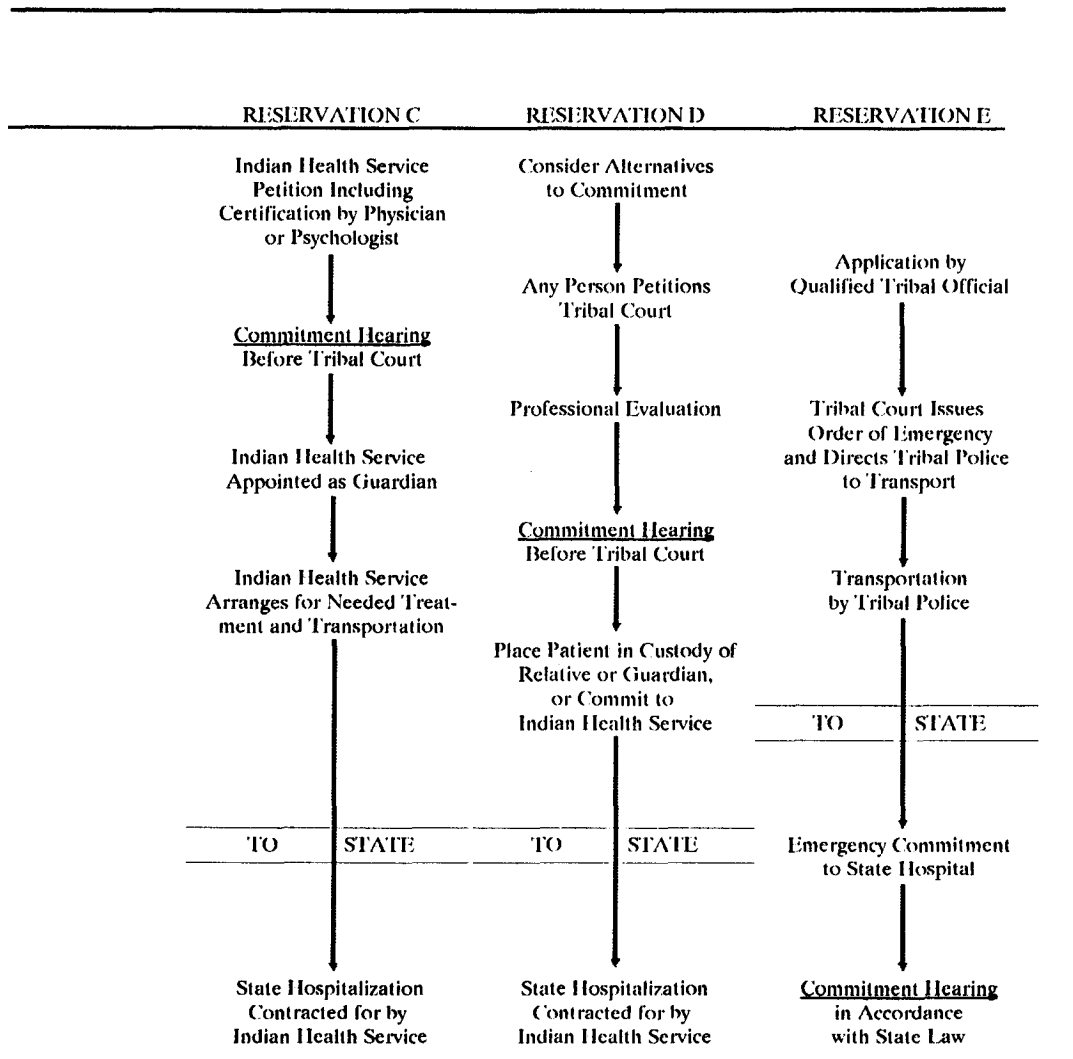 RESERVATION C
Indian Health Service
Petition Including
Certification by Physician
or Psychologist
Commitment Hearing
Before Tribal Court
Indian Health Service
Appointed as Guardian
Indian Health Service
Arranges for Needed Treat-
ment and Transportation
TO STATE
State Hospitalization
Contracted for by
Indian Health Service
RESERVATION D
Consider Alternatives
to Commitment
Any Person Petitions
Tribal Court
Professional Evaluation
Commitment Hearing
Before Tribal Court
Place Patient in Custody of
Relative or Guardian,
or Commit to
Indian Health Service
TO STATE
State Hospitalization
Contracted for by
Indian Health Service
RESERVATION E
Application by
Qualified Tribal Official
Tribal Court Issues
Order of Emergency
and Directs Tribal Police
to Transport
Transportation
by Tribal Police
TO STATE
Emergency Commitment
to State Hospital
Commitment Hearing
in Accordance
with State Law